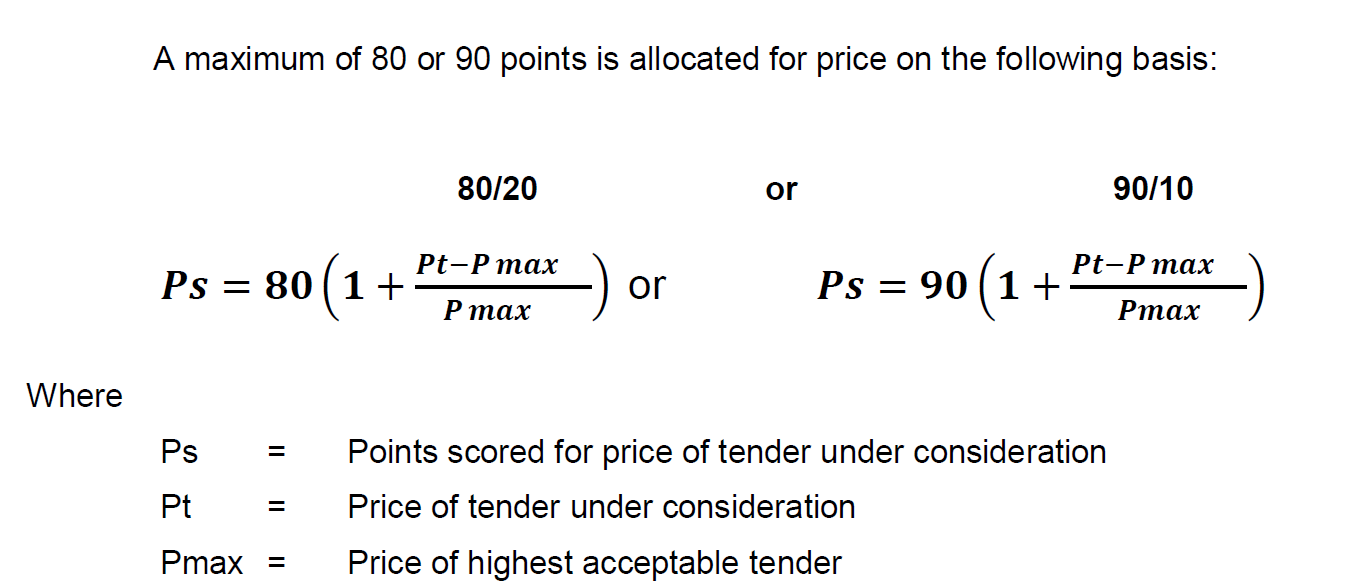 A maximum of 80 or 90 points is allocated for price on the following basis:
80/20 or 90/10
Ps = 80 (1 + (Pt−P max)/(P max)) or Ps = 90 (1 + (Pt−P max)/(Pmax))
Where
Ps = Points scored for price of tender under consideration
Pt = Price of tender under consideration
Pmax = Price of highest acceptable tender